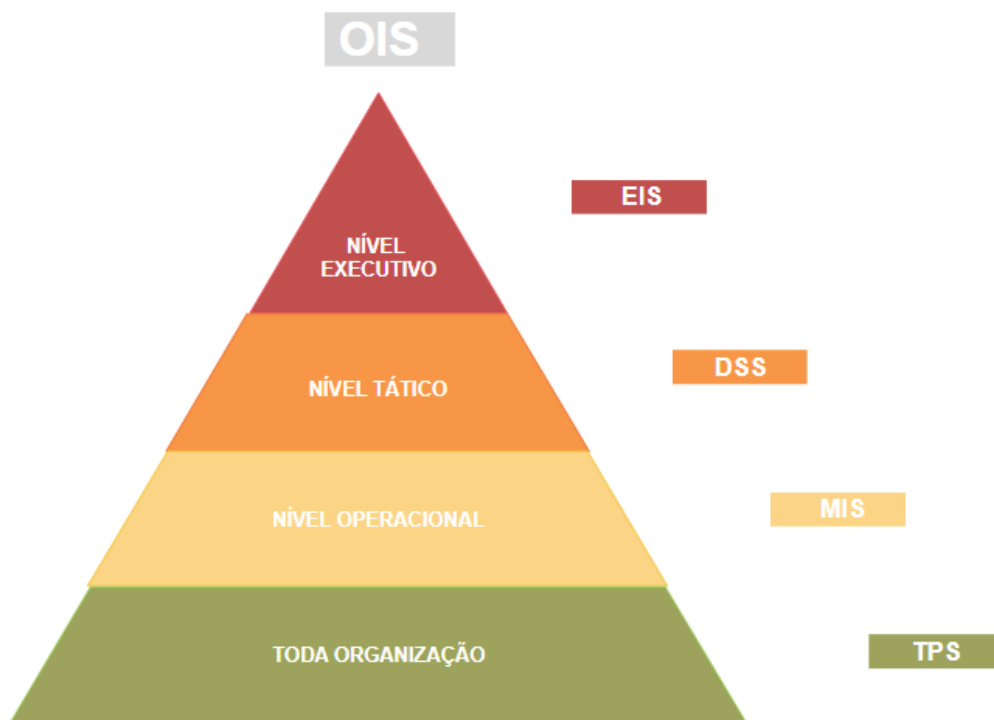 OIS
EIS
NÍVEL
EXECUTIVO
DSS
NÍVEL TÁTICO
MIS
NÍVEL OPERACIONAL
TPS
TODA ORGANIZAÇÃO